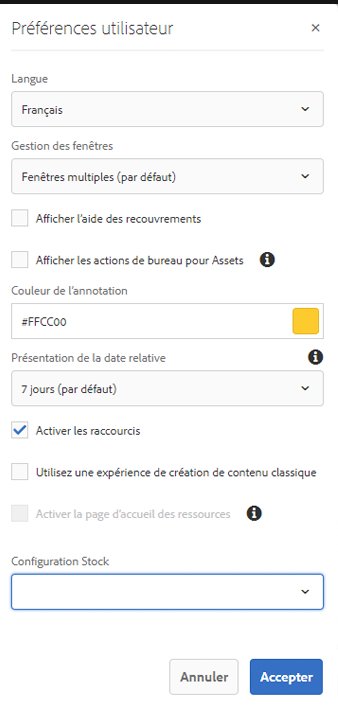 Préférences utilisateur
Langue
Français
Gestion des fenêtres
Fenêtres multiples (par défaut)
Afficher l'aide des recouvrements
Afficher les actions de bureau pour Assets
Couleur de l'annotation
#FFCC00
Présentation de la date relative
7 jours (par défaut)
Activer les raccourcis
Utilisez une expérience de création de contenu classique
Activer la page d'accueil des ressources
Configuration Stock
Annuler Accepter